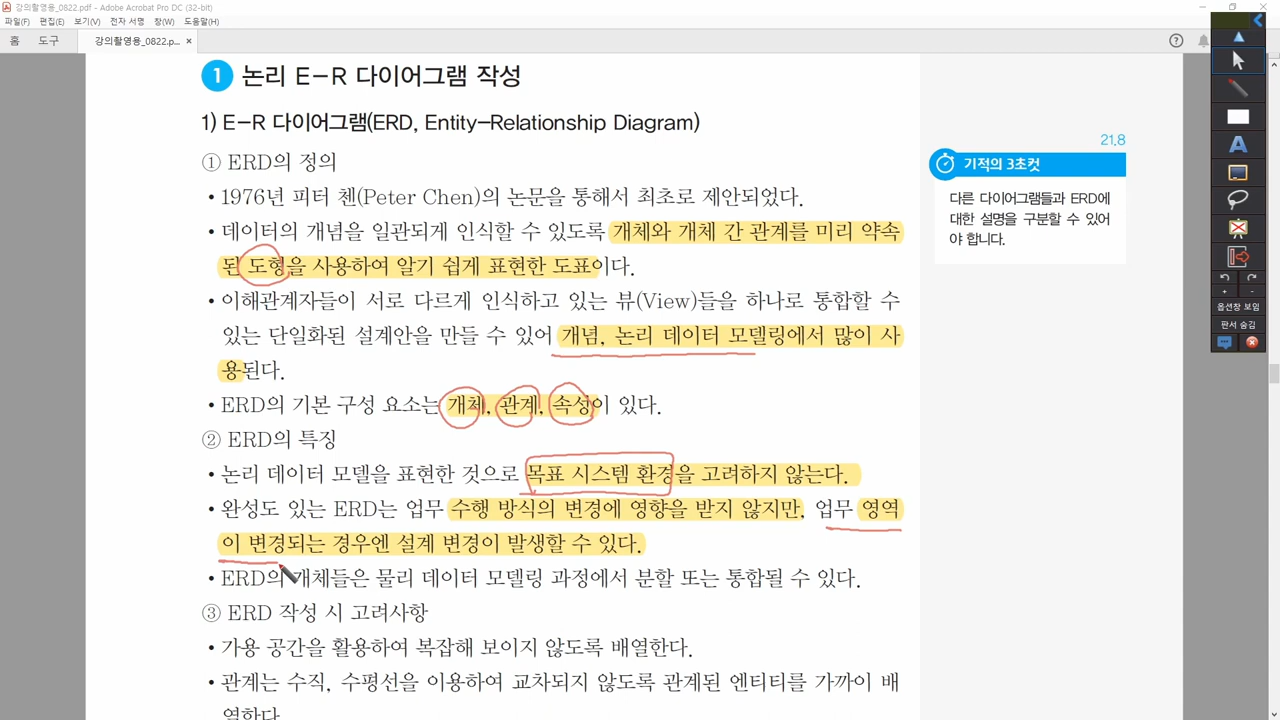 강의촬영용_0822.pdf - Adobe Acrobat Pro DC (32-bit)
파일(F) 편집(E) 보기(V) 전자 서명 창(W) 도움말(H)
홈 도구 강의촬영용_0822.p... ×
1 논리 E-R 다이어그램 작성
1) E-R 다이어그램(ERD, Entity-Relationship Diagram)
① ERD의 정의
• 1976년 피터 첸(Peter Chen)의 논문을 통해서 최초로 제안되었다.
• 데이터의 개념을 일관되게 인식할 수 있도록 개체와 개체 간 관계를 미리 약속
된 도형을 사용하여 알기 쉽게 표현한 도표이다.
• 이해관계자들이 서로 다르게 인식하고 있는 뷰(View)들을 하나로 통합할 수
있는 단일화된 설계안을 만들 수 있어 개념, 논리 데이터 모델링에서 많이 사
용된다.
• ERD의 기본 구성 요소는 개체, 관계, 속성이 있다.
② ERD의 특징
• 논리 데이터 모델을 표현한 것으로 목표 시스템 환경을 고려하지 않는다.
• 완성도 있는 ERD는 업무 수행 방식의 변경에 영향을 받지 않지만, 업무 영역
이 변경되는 경우엔 설계 변경이 발생할 수 있다.
• ERD의 개체들은 물리 데이터 모델링 과정에서 분할 또는 통합될 수 있다.
③ ERD 작성 시 고려사항
• 가용 공간을 활용하여 복잡해 보이지 않도록 배열한다.
• 관계는 수직, 수평선을 이용하여 교차되지 않도록 관계된 엔티티를 가까이 배
열한다
21.8
기적의 3초컷
다른 다이어그램들과 ERD에
대한 설명을 구분할 수 있어
야 합니다.
A
+ -
옵션창 보임
판서 숨김